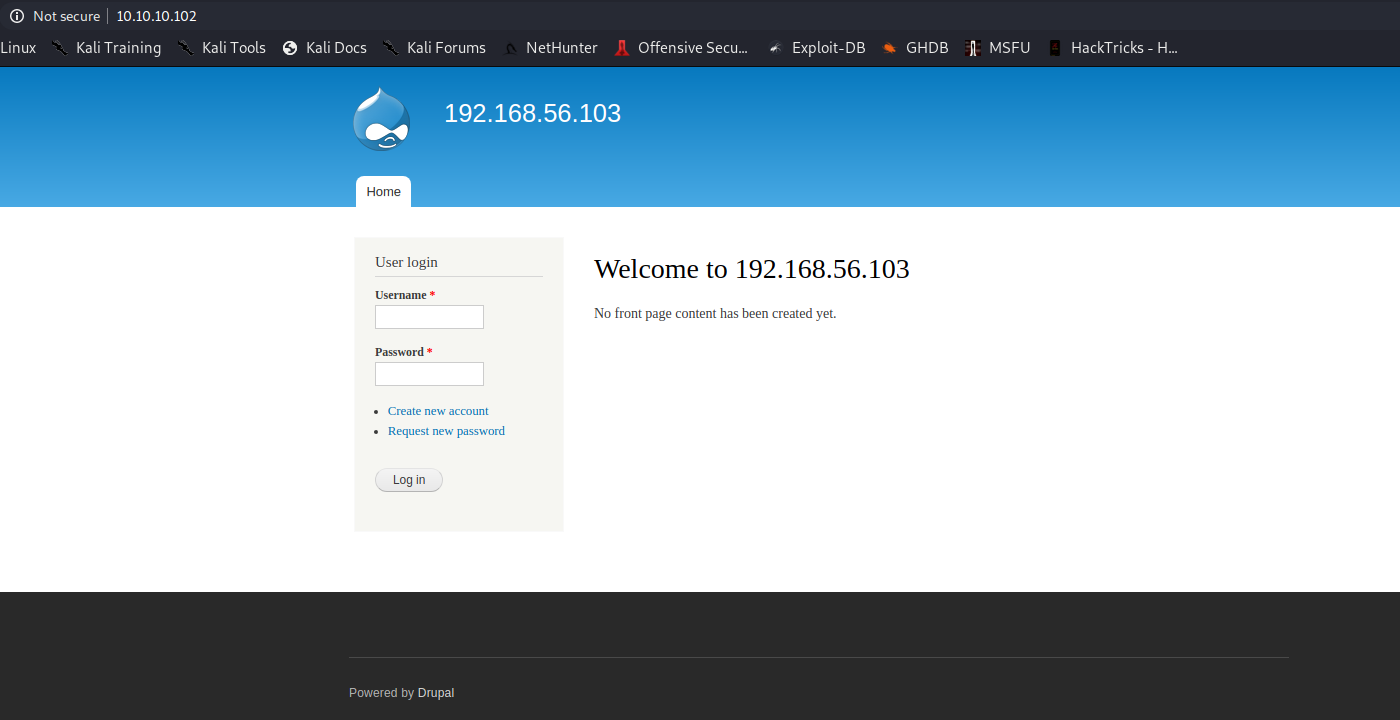 Not secure 10.10.10.102
Linux Kali Training Kali Tools Kali Docs Kali Forums NetHunter Offensive Secu... Exploit-DB GHDB MSFU HackTricks - H...
192.168.56.103
Home
User login
Username *
Password *
Create new account
Request new password
Log in
Welcome to 192.168.56.103
No front page content has been created yet.
Powered by Drupal